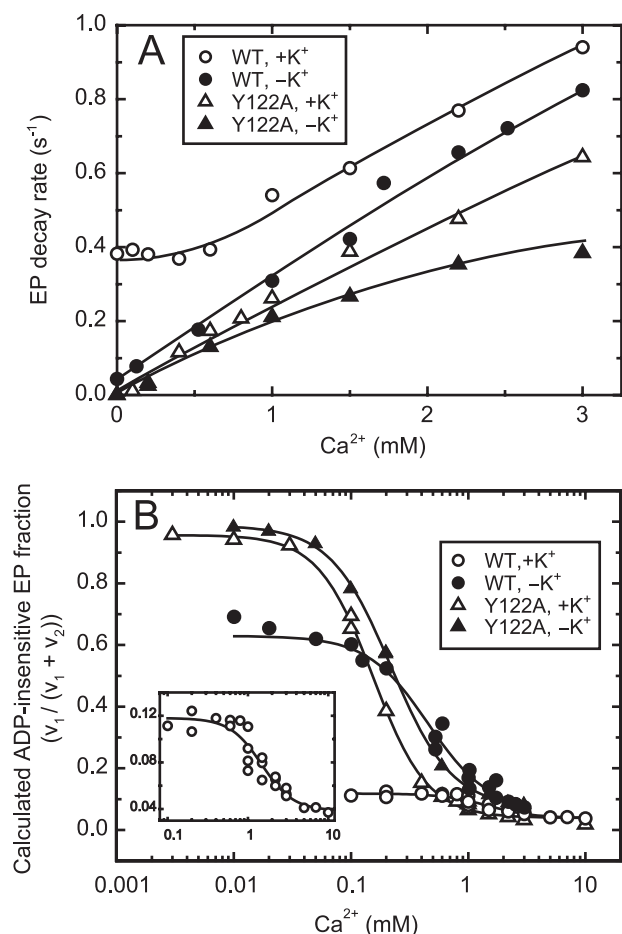 A
WT, +K⁺
WT, −K⁺
Y122A, +K⁺
Y122A, −K⁺
EP decay rate (s⁻¹)
1.0
0.8
0.6
0.4
0.2
0.0
0
1
2
3
Ca²⁺ (mM)
B
WT,+K⁺
WT, −K⁺
Y122A, +K⁺
Y122A, −K⁺
Calculated ADP-insensitive EP fraction
(v₁ / (v₁ + v₂))
1.0
0.8
0.6
0.4
0.2
0.0
0.12
0.08
0.04
0.1
1
10
0.001
0.01
0.1
1.0
10
Ca²⁺ (mM)